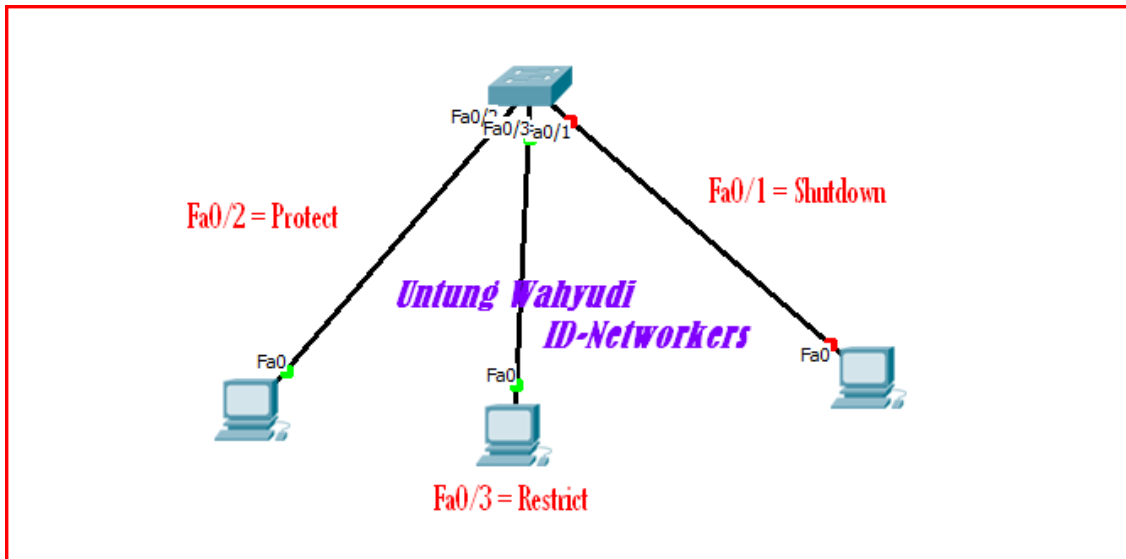 Fa0/2
Fa0/3
Fa0/1
Fa0/1 = Shutdown
Fa0/2 = Protect
Untung Wahyudi
ID-Networkers
Fa0
Fa0
Fa0
Fa0/3 = Restrict